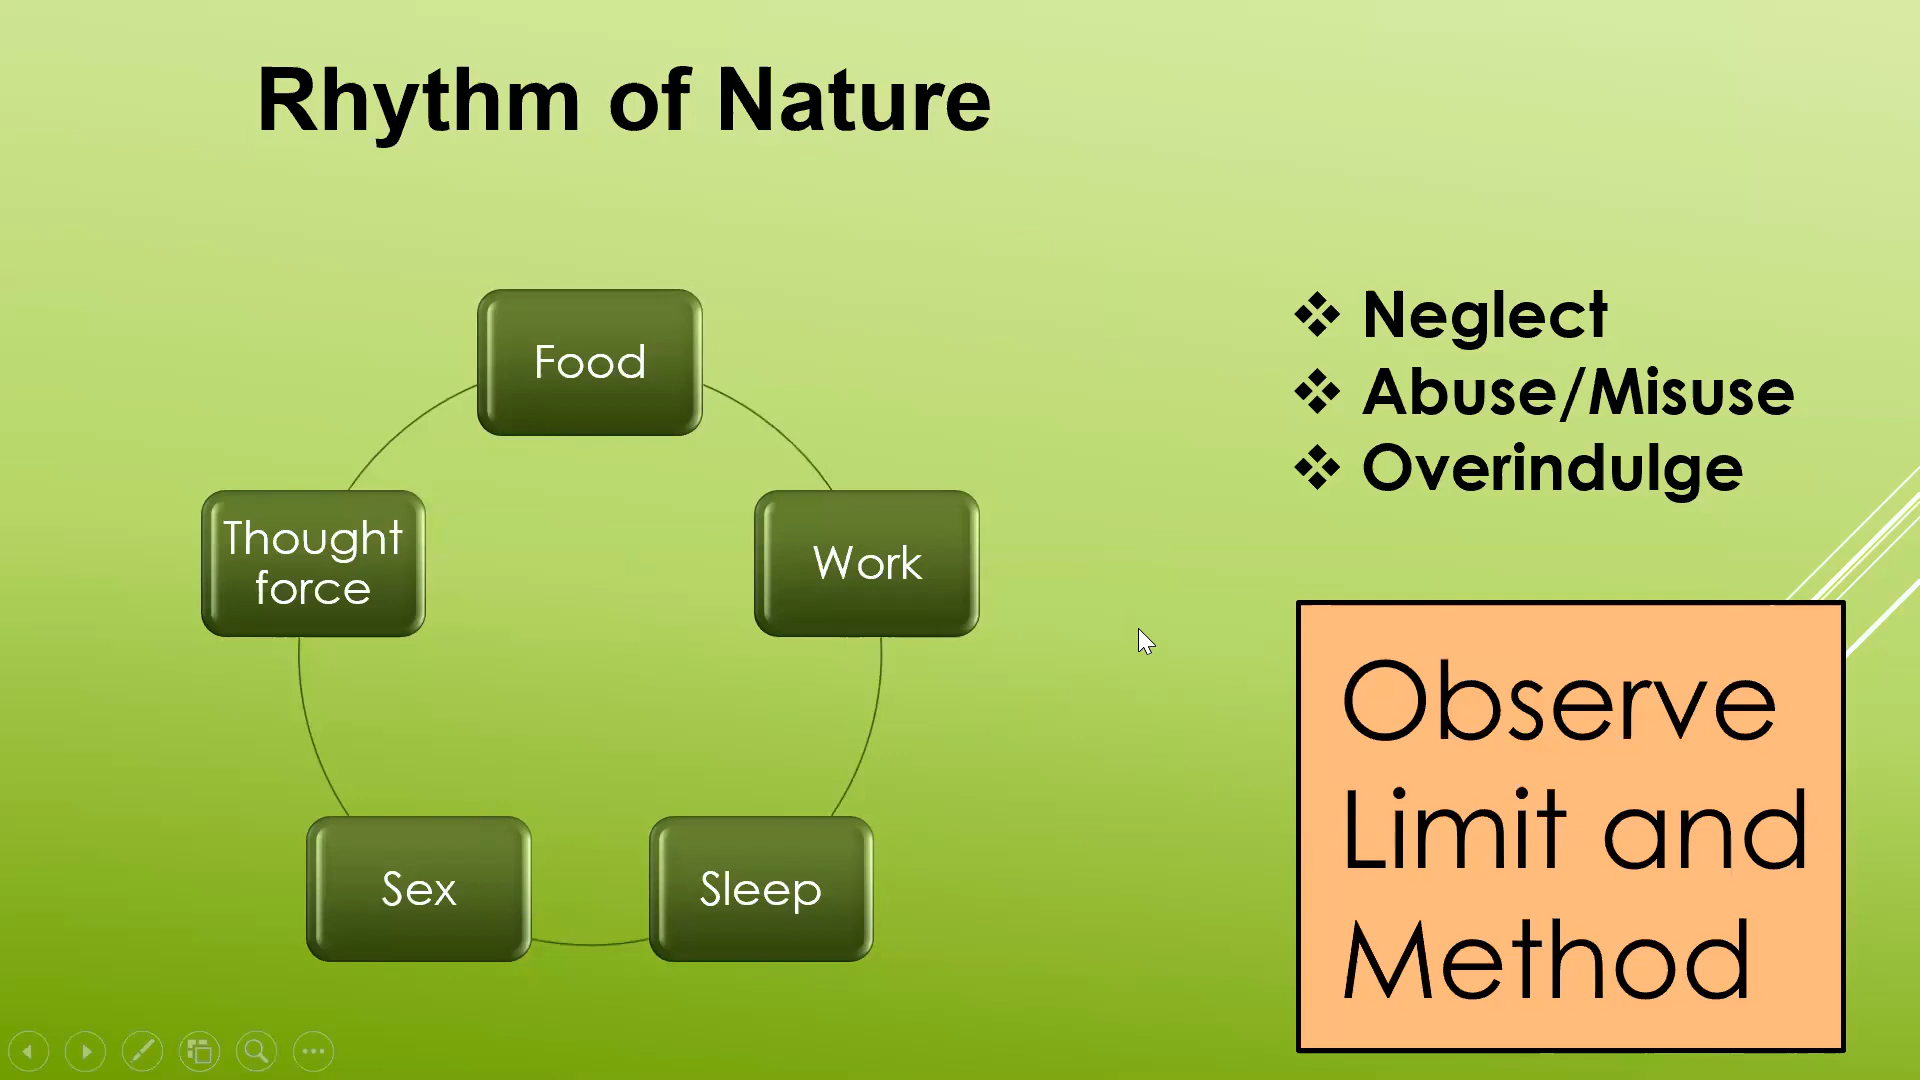 Rhythm of Nature
Food
Thought
force
Work
Sex
Sleep
❖ Neglect
❖ Abuse/Misuse
❖ Overindulge
Observe
Limit and
Method